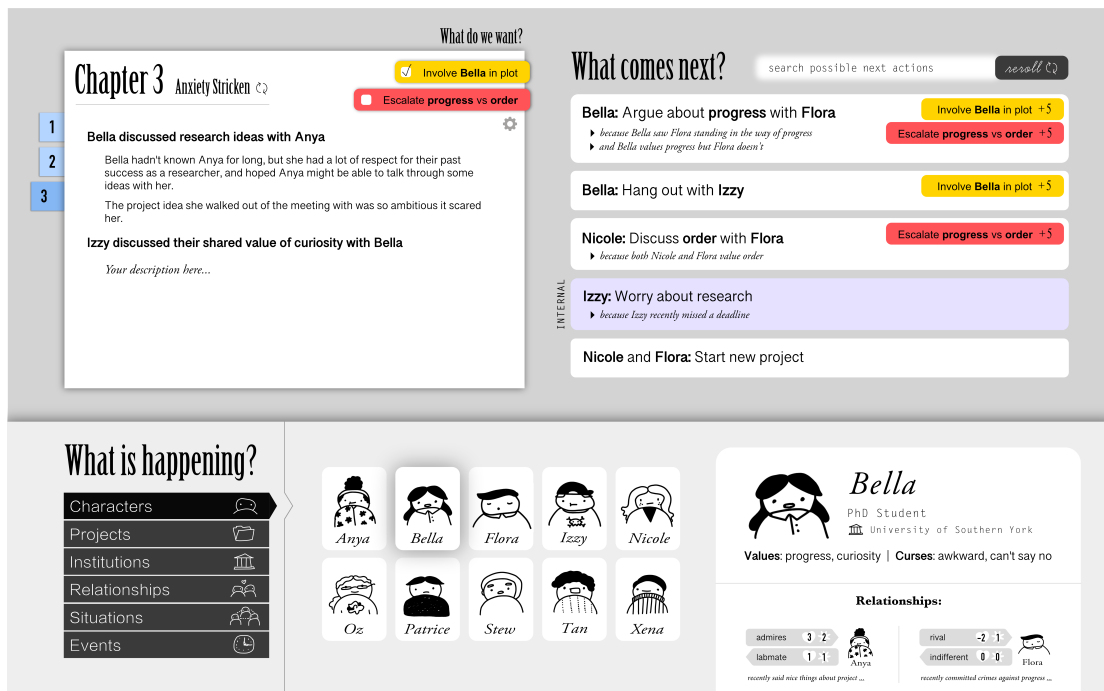 What do we want?
Chapter 3 Anxiety Stricken
Involve Bella in plot
Escalate progress vs order
1
2
3
Bella discussed research ideas with Anya
Bella hadn't known Anya for long, but she had a lot of respect for their past
success as a researcher, and hoped Anya might be able to talk through some
ideas with her.
The project idea she walked out of the meeting with was so ambitious it scared
her.
Izzy discussed their shared value of curiosity with Bella
Your description here...
What comes next?
search possible next actions
reroll
Bella: Argue about progress with Flora
because Bella saw Flora standing in the way of progress
and Bella values progress but Flora doesn't
Involve Bella in plot +5
Escalate progress vs order +5
Bella: Hang out with Izzy
Involve Bella in plot +5
Nicole: Discuss order with Flora
because both Nicole and Flora value order
Escalate progress vs order +5
INTERNAL
Izzy: Worry about research
because Izzy recently missed a deadline
Nicole and Flora: Start new project
What is happening?
Characters
Projects
Institutions
Relationships
Situations
Events
Anya
Bella
Flora
Izzy
Nicole
Oz
Patrice
Stew
Tan
Xena
Bella
PhD Student
University of Southern York
Values: progress, curiosity | Curses: awkward, can't say no
Relationships:
admires 3 2
labmate 1 1
Anya
recently said nice things about project ...
rival -2 1
indifferent 0 0
Flora
recently committed crimes against progress ...